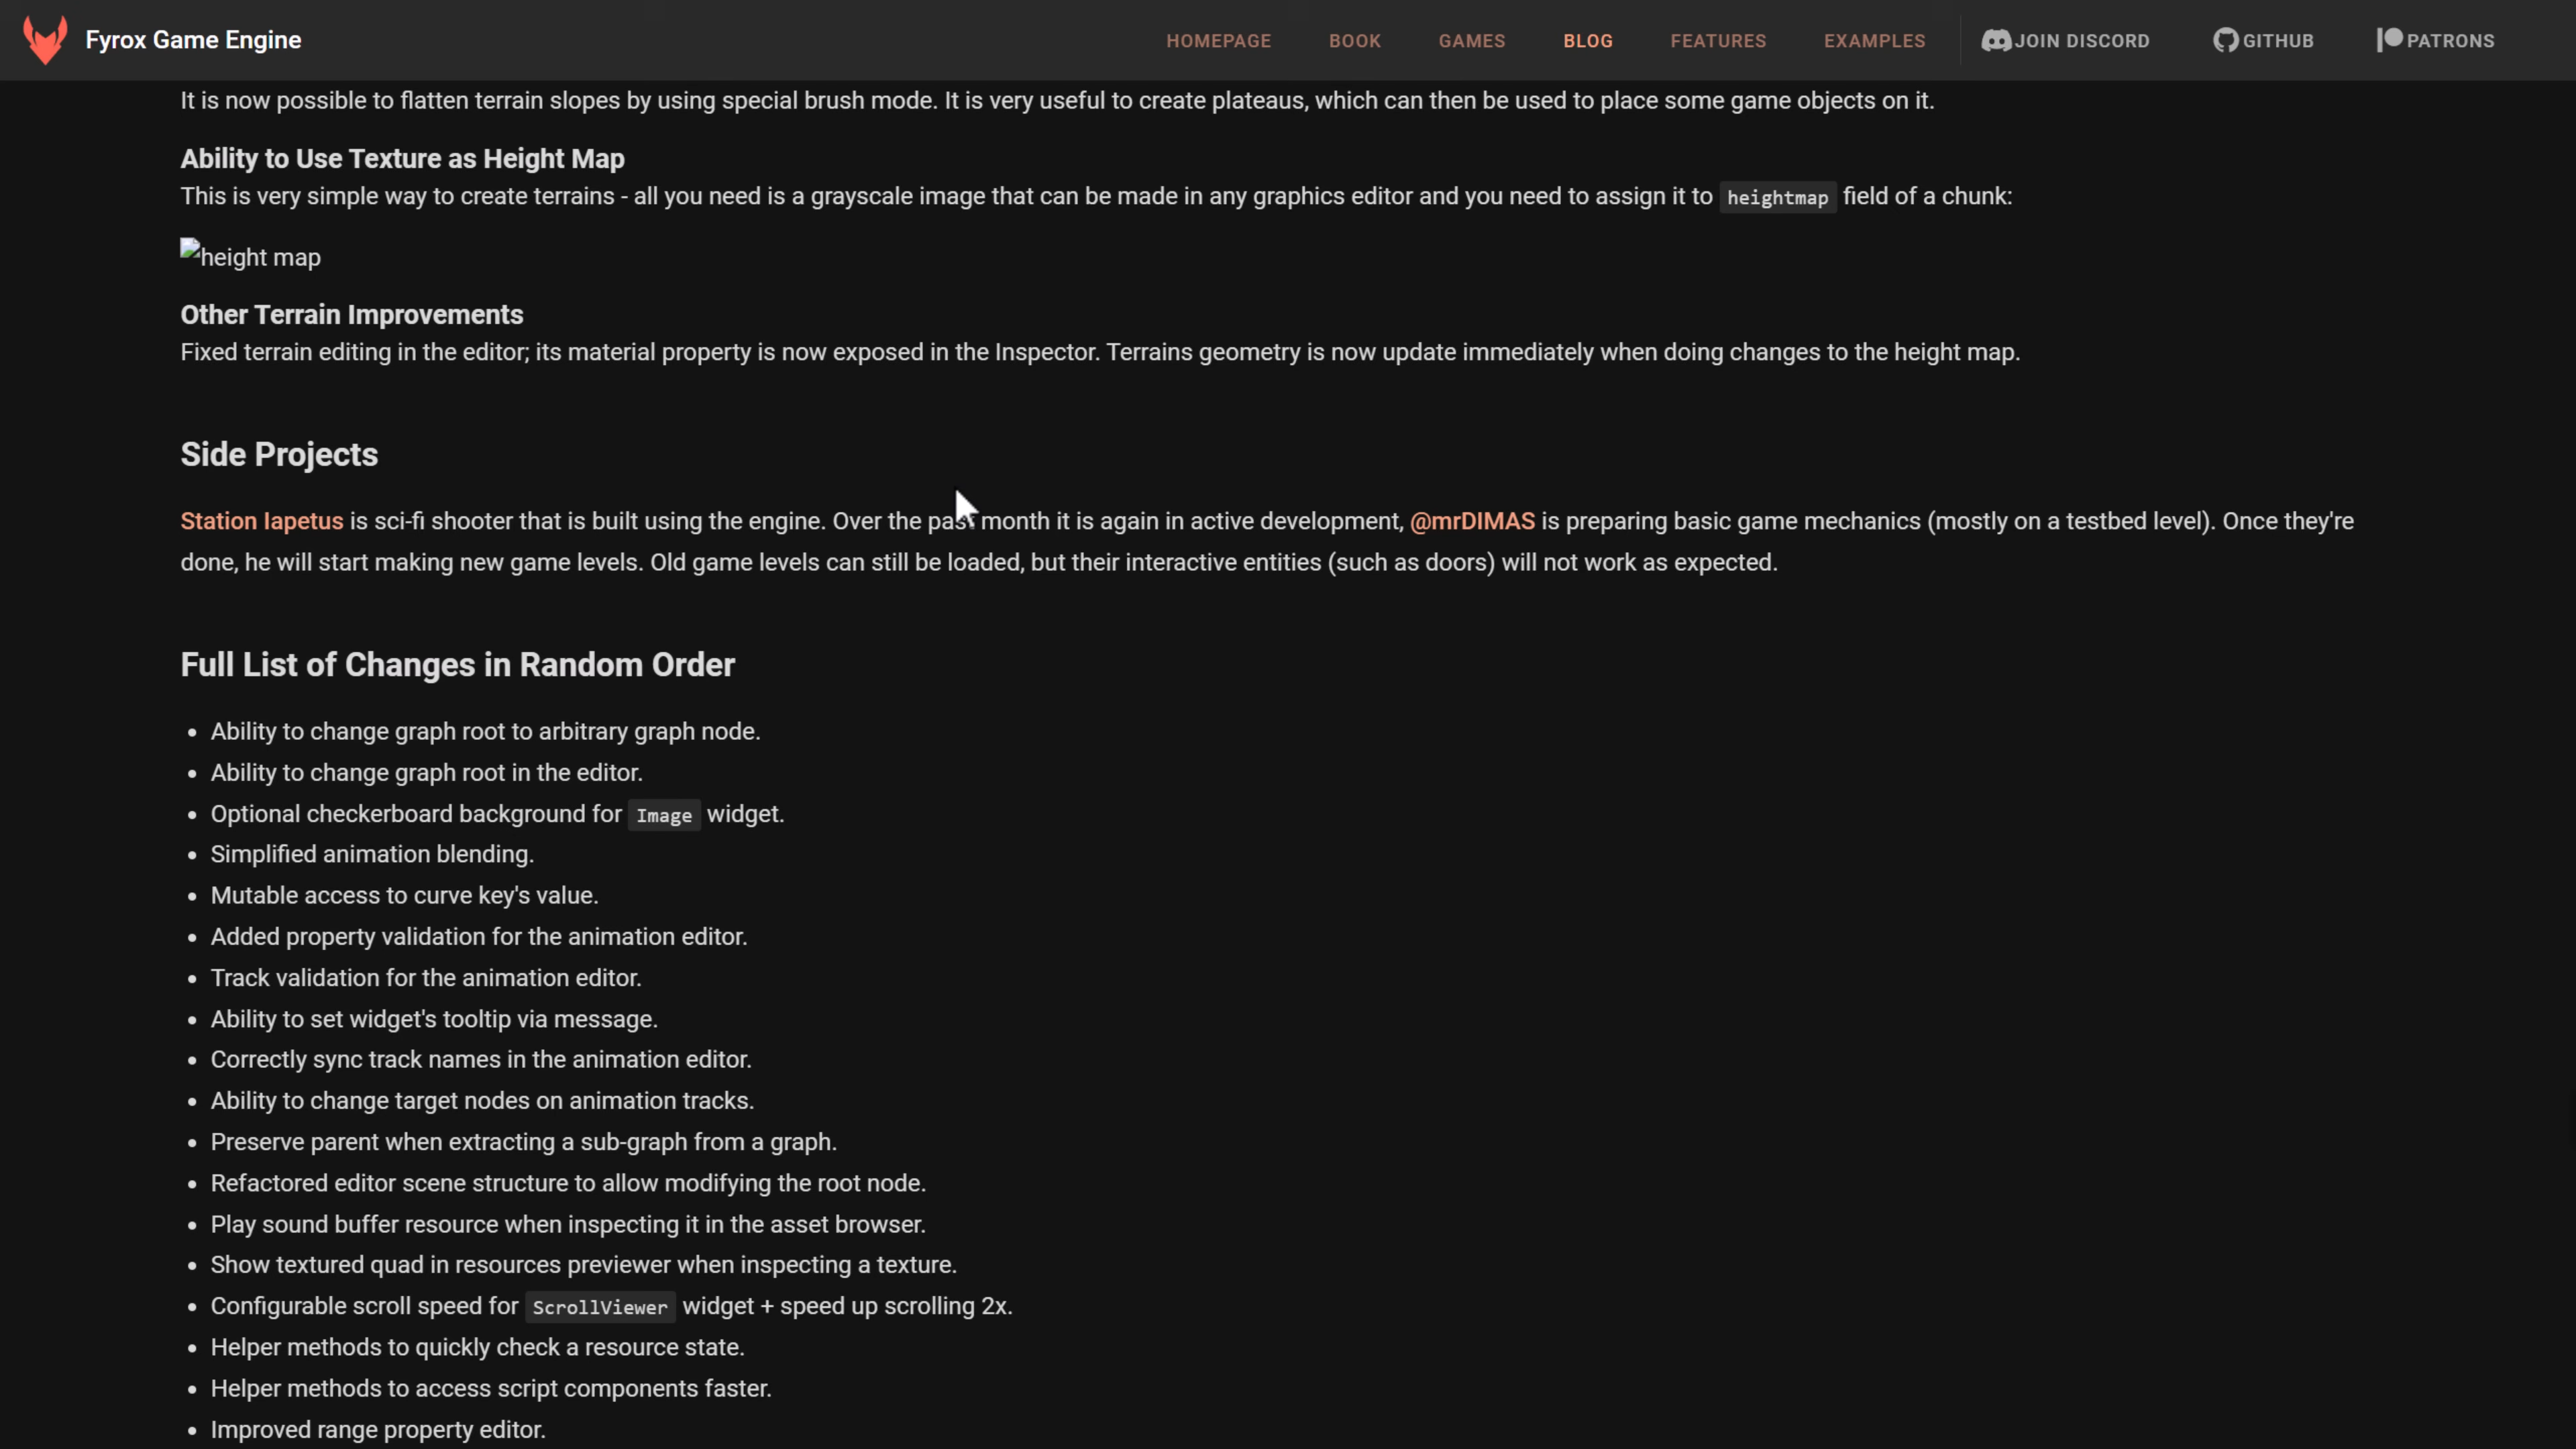 Fyrox Game Engine
HOMEPAGE BOOK GAMES BLOG FEATURES EXAMPLES JOIN DISCORD GITHUB PATRONS
It is now possible to flatten terrain slopes by using special brush mode. It is very useful to create plateaus, which can then be used to place some game objects on it.
Ability to Use Texture as Height Map
This is very simple way to create terrains - all you need is a grayscale image that can be made in any graphics editor and you need to assign it to heightmap field of a chunk:
height map
Other Terrain Improvements
Fixed terrain editing in the editor; its material property is now exposed in the Inspector. Terrains geometry is now update immediately when doing changes to the height map.
Side Projects
Station Iapetus is sci-fi shooter that is built using the engine. Over the past month it is again in active development, @mrDIMAS is preparing basic game mechanics (mostly on a testbed level). Once they're
done, he will start making new game levels. Old game levels can still be loaded, but their interactive entities (such as doors) will not work as expected.
Full List of Changes in Random Order
• Ability to change graph root to arbitrary graph node.
• Ability to change graph root in the editor.
• Optional checkerboard background for Image widget.
• Simplified animation blending.
• Mutable access to curve key's value.
• Added property validation for the animation editor.
• Track validation for the animation editor.
• Ability to set widget's tooltip via message.
• Correctly sync track names in the animation editor.
• Ability to change target nodes on animation tracks.
• Preserve parent when extracting a sub-graph from a graph.
• Refactored editor scene structure to allow modifying the root node.
• Play sound buffer resource when inspecting it in the asset browser.
• Show textured quad in resources previewer when inspecting a texture.
• Configurable scroll speed for ScrollViewer widget + speed up scrolling 2x.
• Helper methods to quickly check a resource state.
• Helper methods to access script components faster.
• Improved range property editor.